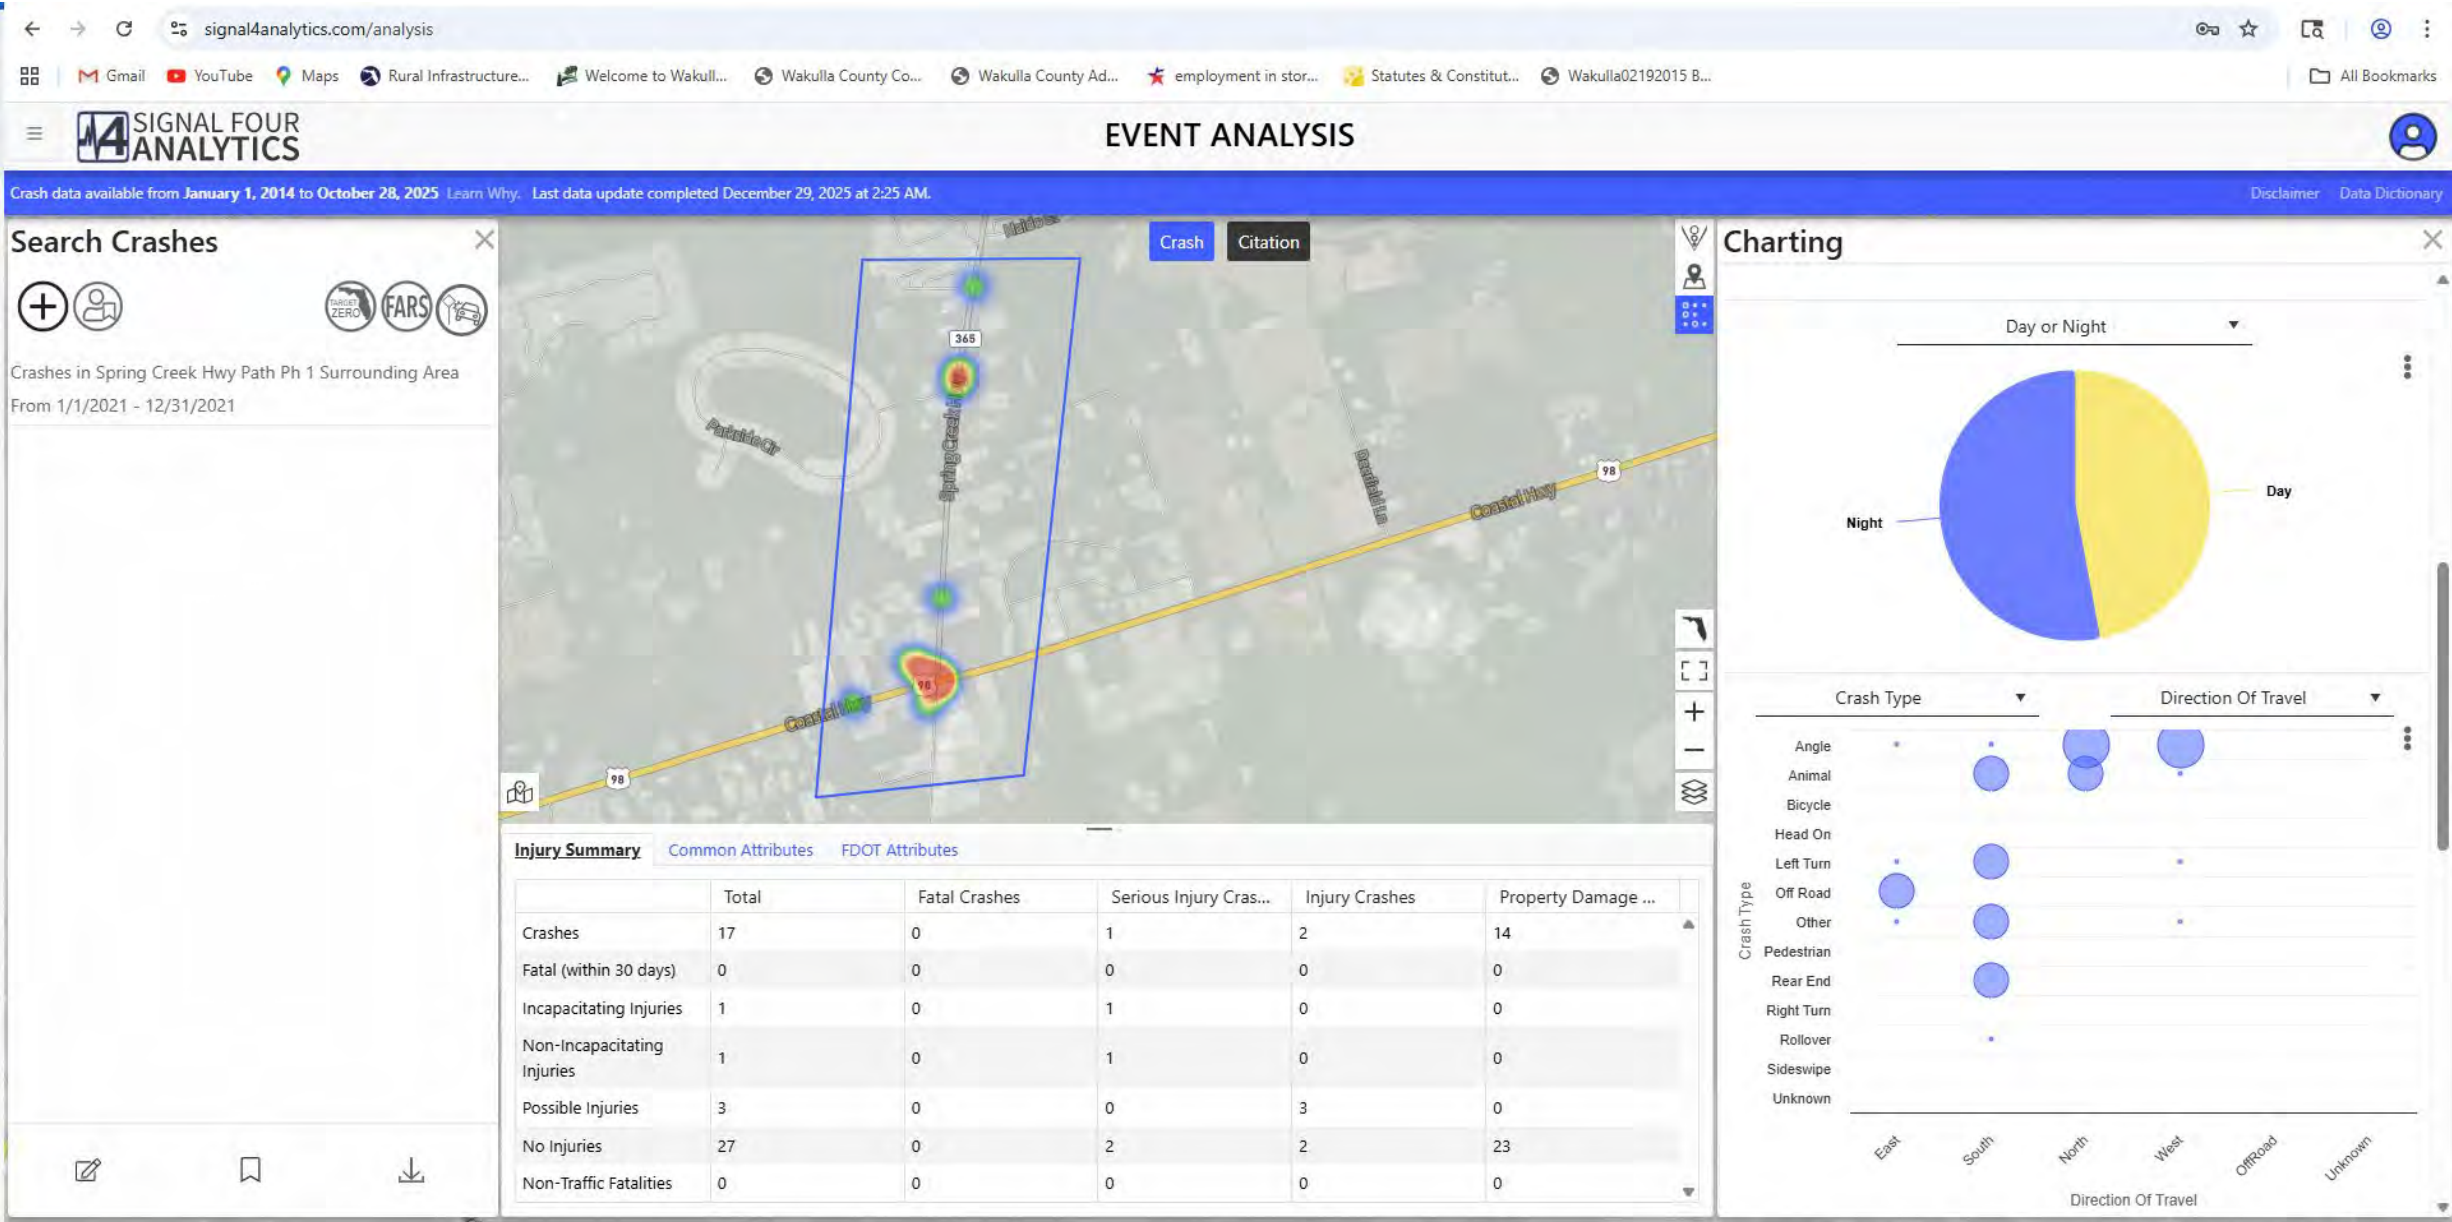 signal4analytics.com/analysis
Gmail
YouTube
Maps
Rural Infrastructure...
Welcome to Wakull...
Wakulla County Co...
Wakulla County Ad...
employment in stor...
Statutes & Constitut...
Wakulla02192015 B...
All Bookmarks
4
SIGNAL FOUR
ANALYTICS
EVENT ANALYSIS
Crash data available from January 1, 2014 to October 28, 2025 Learn Why. Last data update completed December 29, 2025 at 2:25 AM.
Disclaimer
Data Dictionary
Search Crashes
TARGET
ZERO
FARS
Crashes in Spring Creek Hwy Path Ph 1 Surrounding Area
From 1/1/2021 - 12/31/2021
Crash
Citation
365
Parkside Cir
Spring Creek H
Deerfield Ln
Coastal Hwy
98
98
Coastal Hwy
98
Injury Summary
Common Attributes
FDOT Attributes
Total Fatal Crashes Serious Injury Cras... Injury Crashes Property Damage ...
Crashes 17 0 1 2 14
Fatal (within 30 days) 0 0 0 0 0
Incapacitating Injuries 1 0 1 0 0
Non-Incapacitating
Injuries 1 0 1 0 0
Possible Injuries 3 0 0 3 0
No Injuries 27 0 2 2 23
Non-Traffic Fatalities 0 0 0 0 0
Charting
Day or Night
Day
Night
Crash Type
Direction Of Travel
Angle
Animal
Bicycle
Head On
Left Turn
Off Road
Other
Pedestrian
Rear End
Right Turn
Rollover
Sideswipe
Unknown
Crash Type
East
South
North
West
OffRoad
Unknown
Direction Of Travel